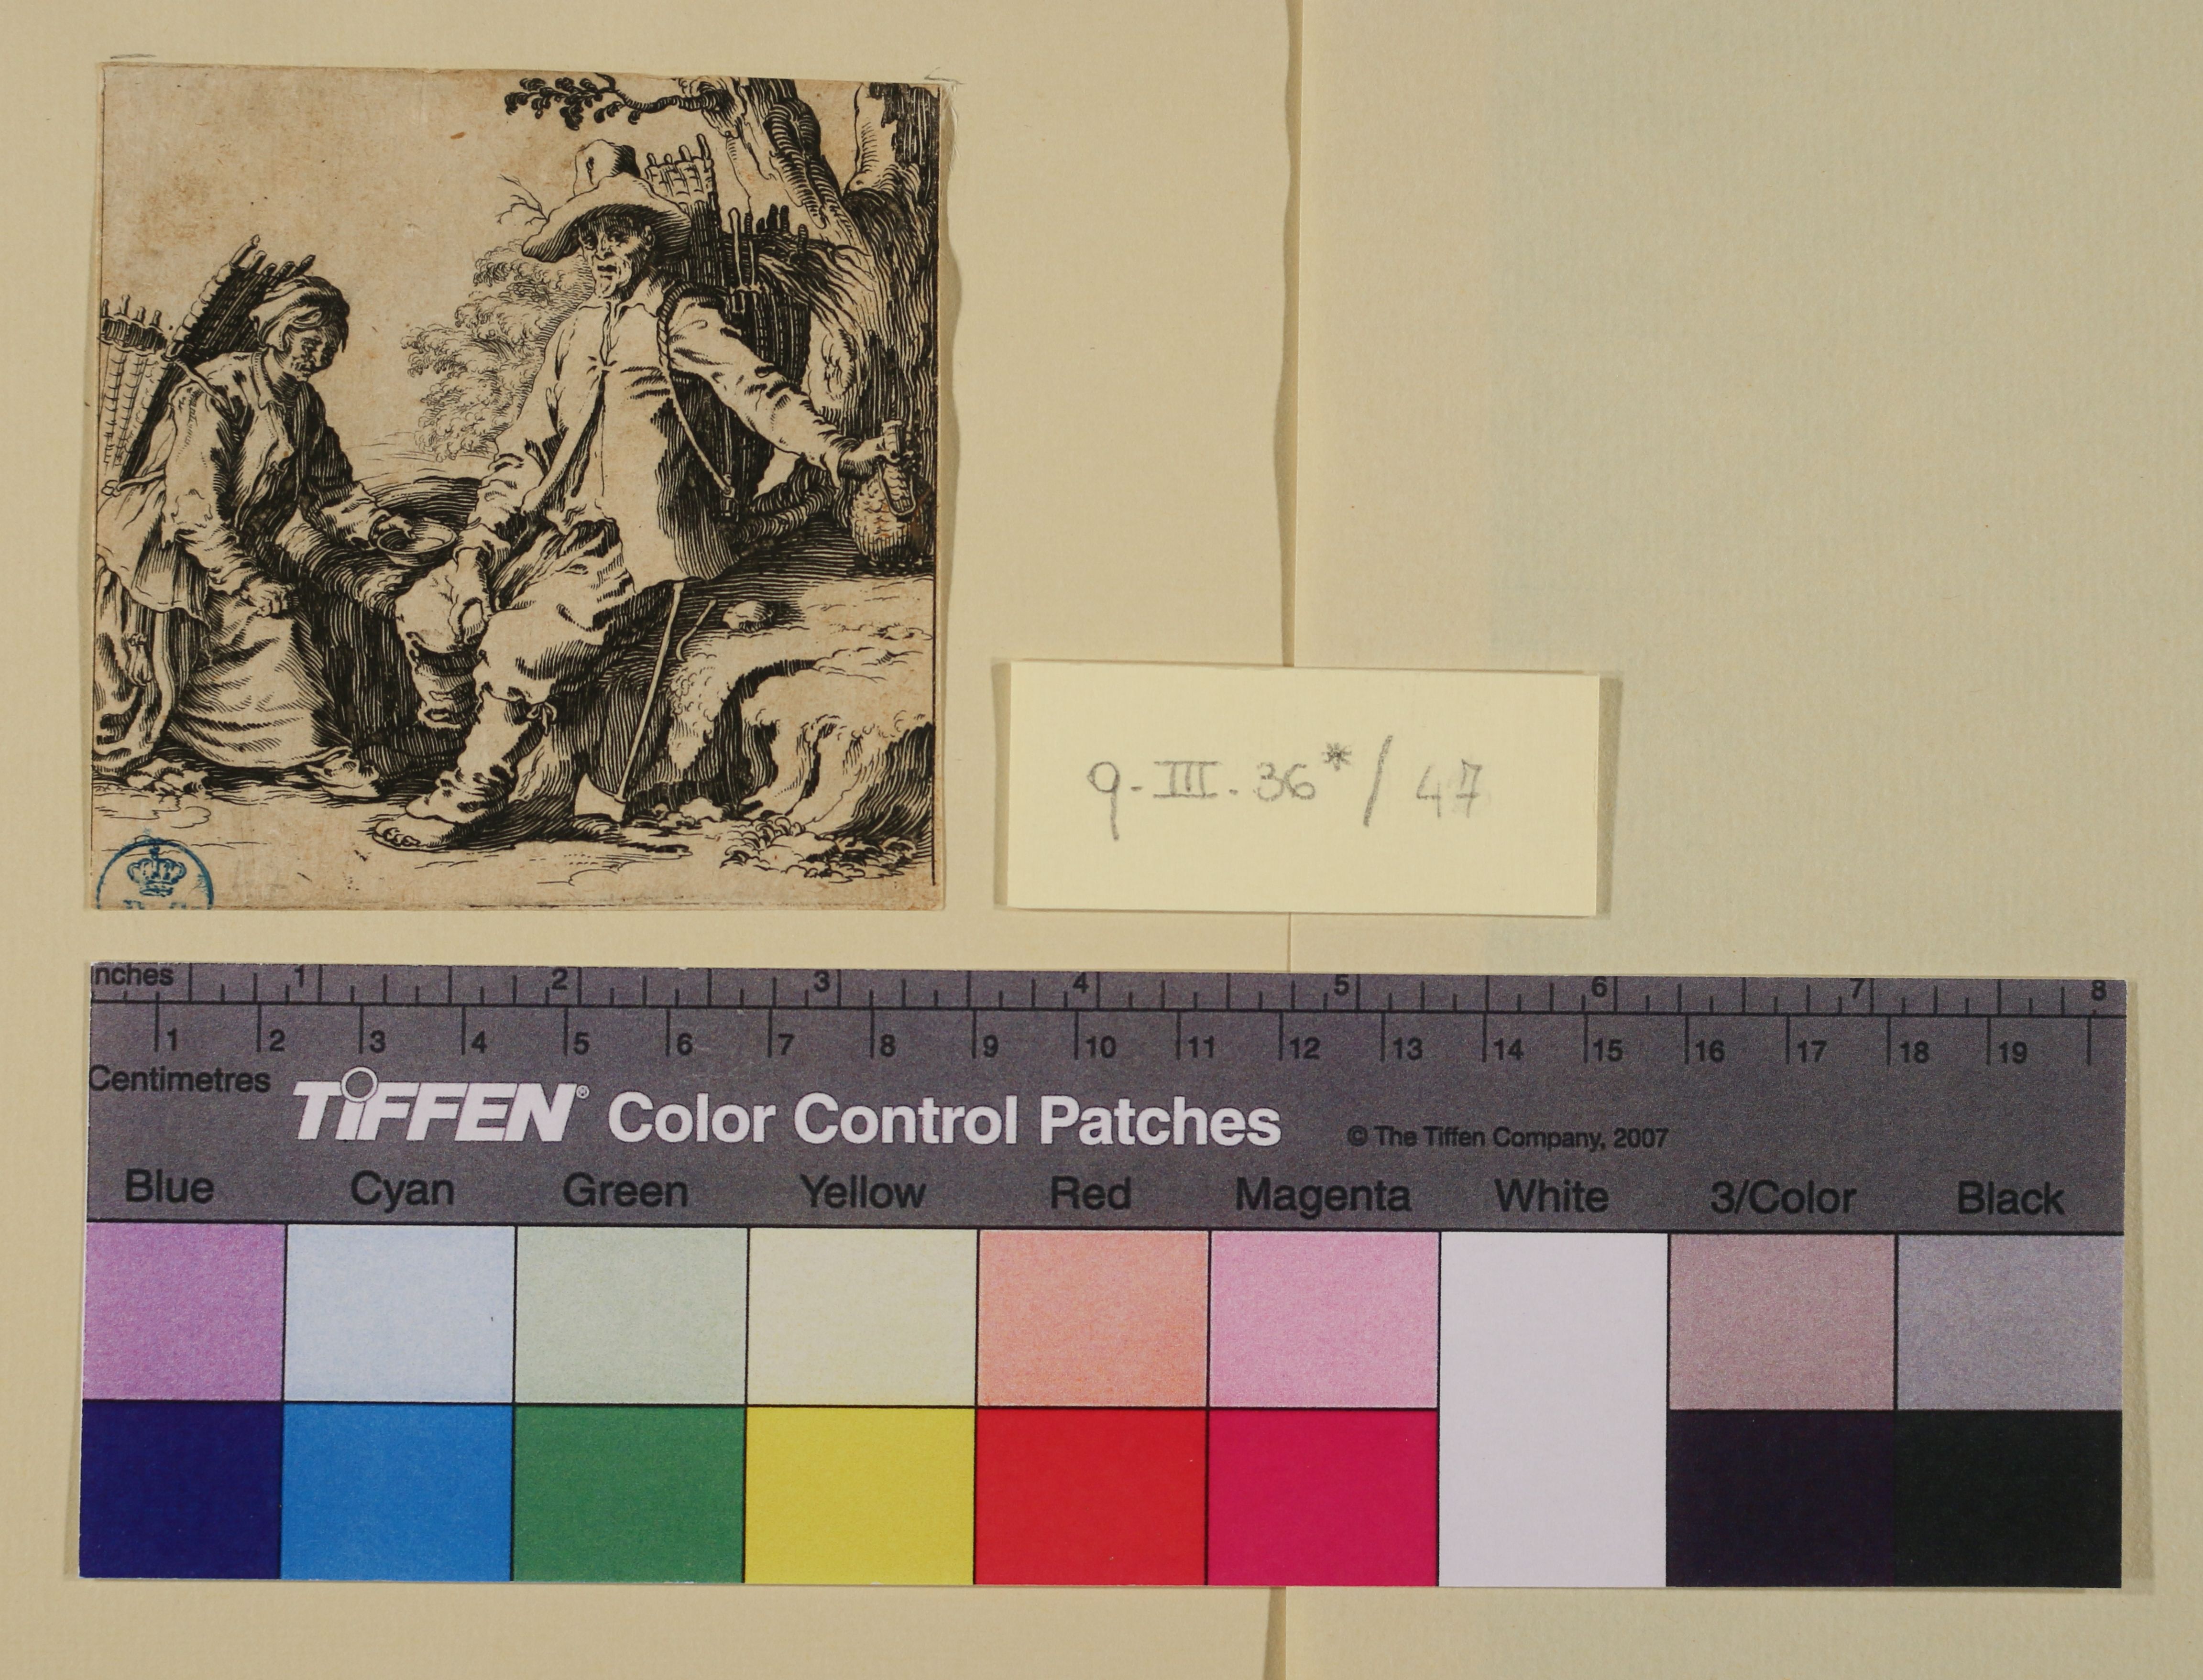 9-III.36*/47
nches 1 2 3 4 5 6 7 8
1 2 3 4 5 6 7 8 9 10 11 12 13 14 15 16 17 18 19
Centimetres
TIFFEN® Color Control Patches © The Tiffen Company, 2007
Blue Cyan Green Yellow Red Magenta White 3/Color Black